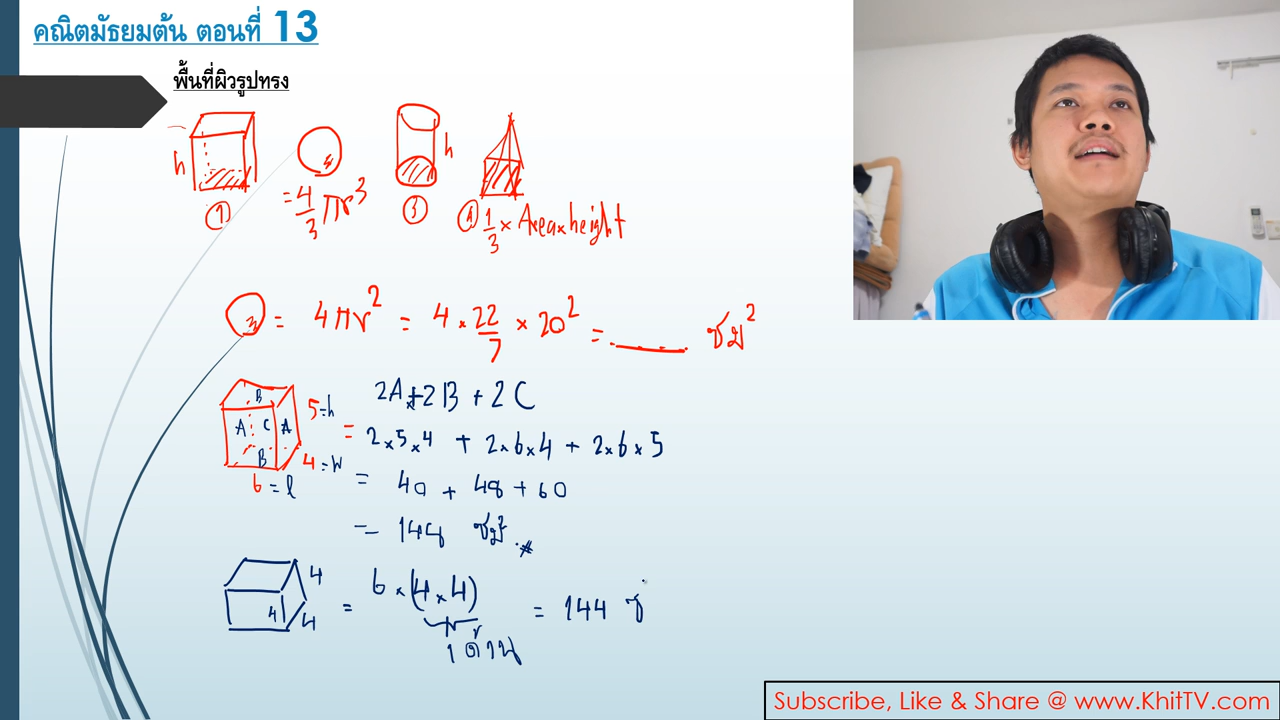 คณิตมัธยมต้น ตอนที่ 13
พื้นที่ผิวรูปทรง
h
h
= 4/3 πr³
① ③ ④ 1/3 × Area × height
= 4πr² = 4 × 22/7 × 20² = ........ ซม²
B
A C A
B
5 = h
4 = W
6 = l
2A + 2B + 2C
= 2×5×4 + 2×6×4 + 2×6×5
= 40 + 48 + 60
= 148 ซม².#
4
4
4
= 6 × (4 × 4) = 144 ซ
1 ด้าน
Subscribe, Like & Share @ www.KhitTV.com